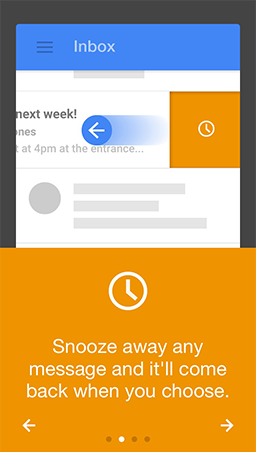 Inbox
next week!
ones
t at 4pm at the entrance...
Snooze away any
message and it'll come
back when you choose.